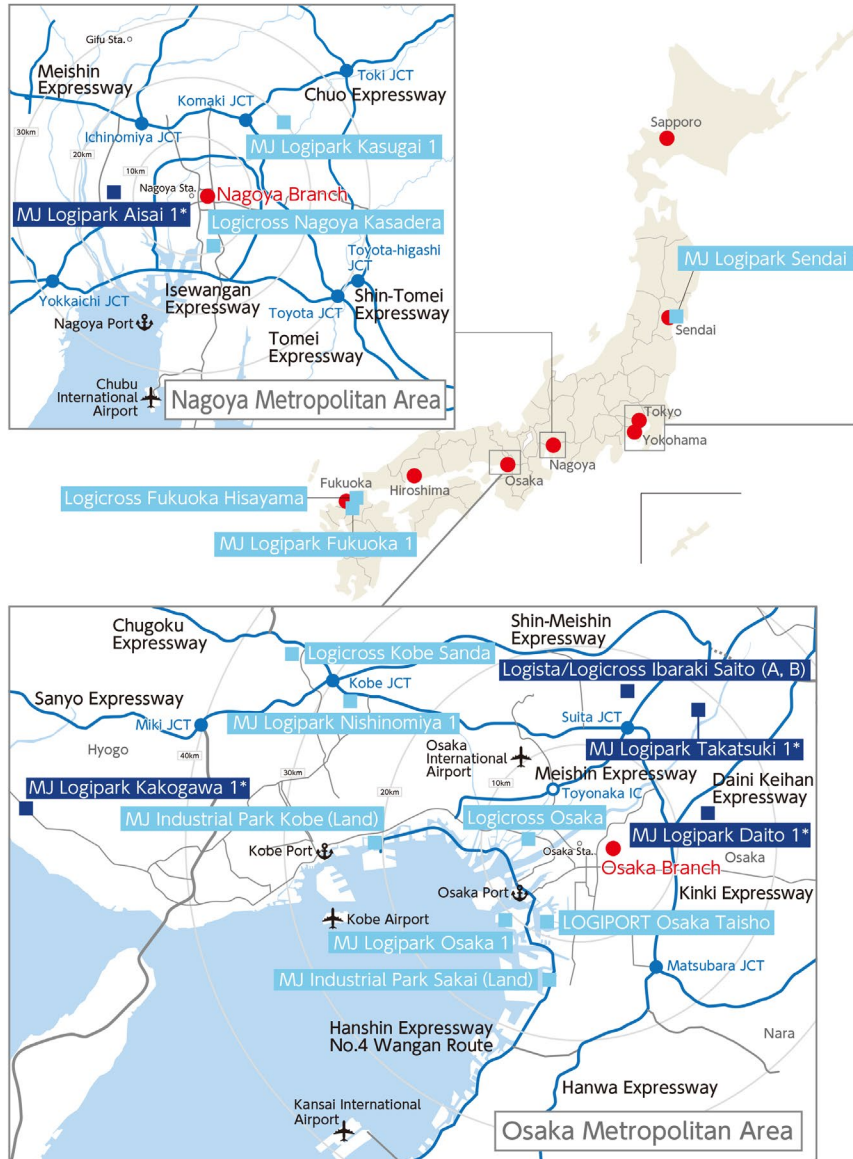 Gifu Sta.
Meishin
Expressway
Toki JCT
Komaki JCT
Chuo Expressway
30km
Ichinomiya JCT
MJ Logipark Kasugai 1
20km
10km
Nagoya Sta.
Nagoya Branch
MJ Logipark Aisai 1*
Logicross Nagoya Kasadera
Toyota-higashi
JCT
Yokkaichi JCT
Isewangan
Expressway
Shin-Tomei
Expressway
Toyota JCT
Nagoya Port
Tomei
Expressway
Chubu
International
Airport
Nagoya Metropolitan Area
Sapporo
MJ Logipark Sendai
Sendai
Tokyo
Yokohama
Nagoya
Osaka
Hiroshima
Fukuoka
Logicross Fukuoka Hisayama
MJ Logipark Fukuoka 1
Chugoku
Expressway
Shin-Meishin
Expressway
Logicross Kobe Sanda
Logista/Logicross Ibaraki Saito (A, B)
Kobe JCT
Sanyo Expressway
MJ Logipark Nishinomiya 1
Miki JCT
Suita JCT
Hyogo
40km
Osaka
International
Airport
MJ Logipark Takatsuki 1*
30km
10km
Meishin Expressway
MJ Logipark Kakogawa 1*
20km
Toyonaka IC
Daini Keihan
Expressway
MJ Industrial Park Kobe (Land)
Logicross Osaka
MJ Logipark Daito 1*
Kobe Port
Osaka Sta.
Osaka
Osaka Branch
Osaka Port
Kinki Expressway
Kobe Airport
LOGIPORT Osaka Taisho
MJ Logipark Osaka 1
Matsubara JCT
MJ Industrial Park Sakai (Land)
Hanshin Expressway
No.4 Wangan Route
Nara
Hanwa Expressway
Kansai International
Airport
Osaka Metropolitan Area